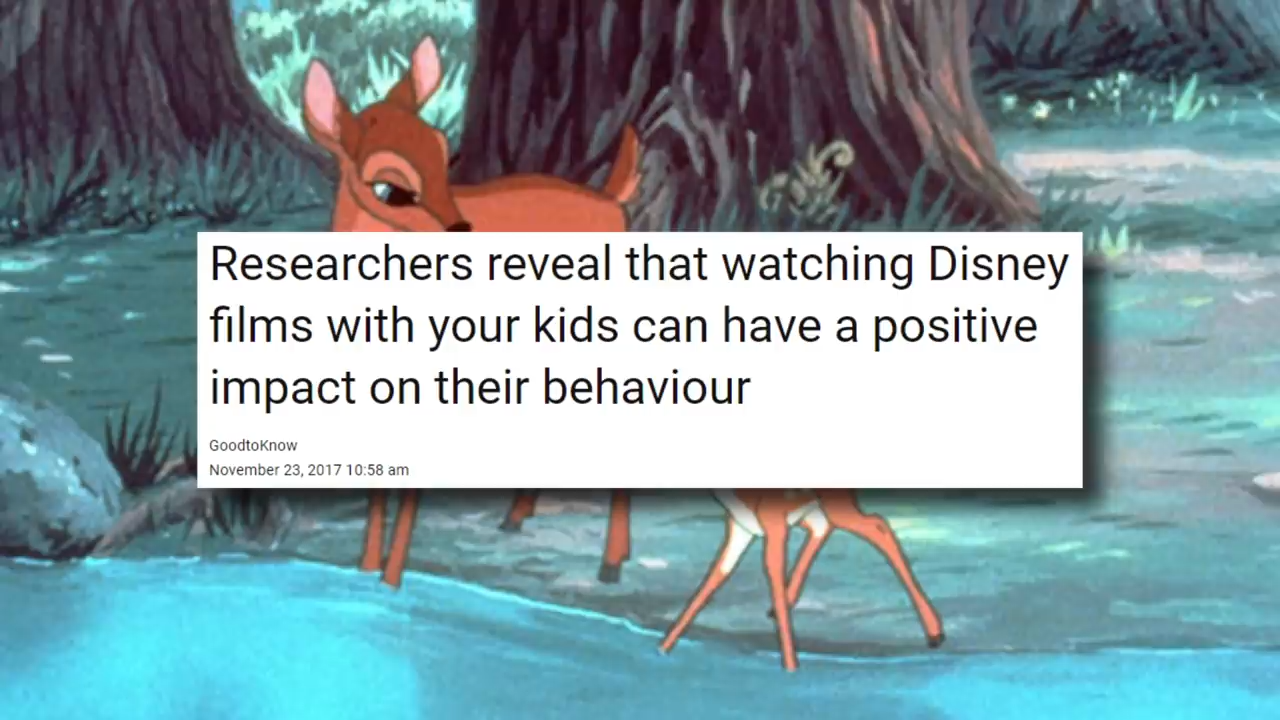 Researchers reveal that watching Disney
films with your kids can have a positive
impact on their behaviour
GoodtoKnow
November 23, 2017 10:58 am